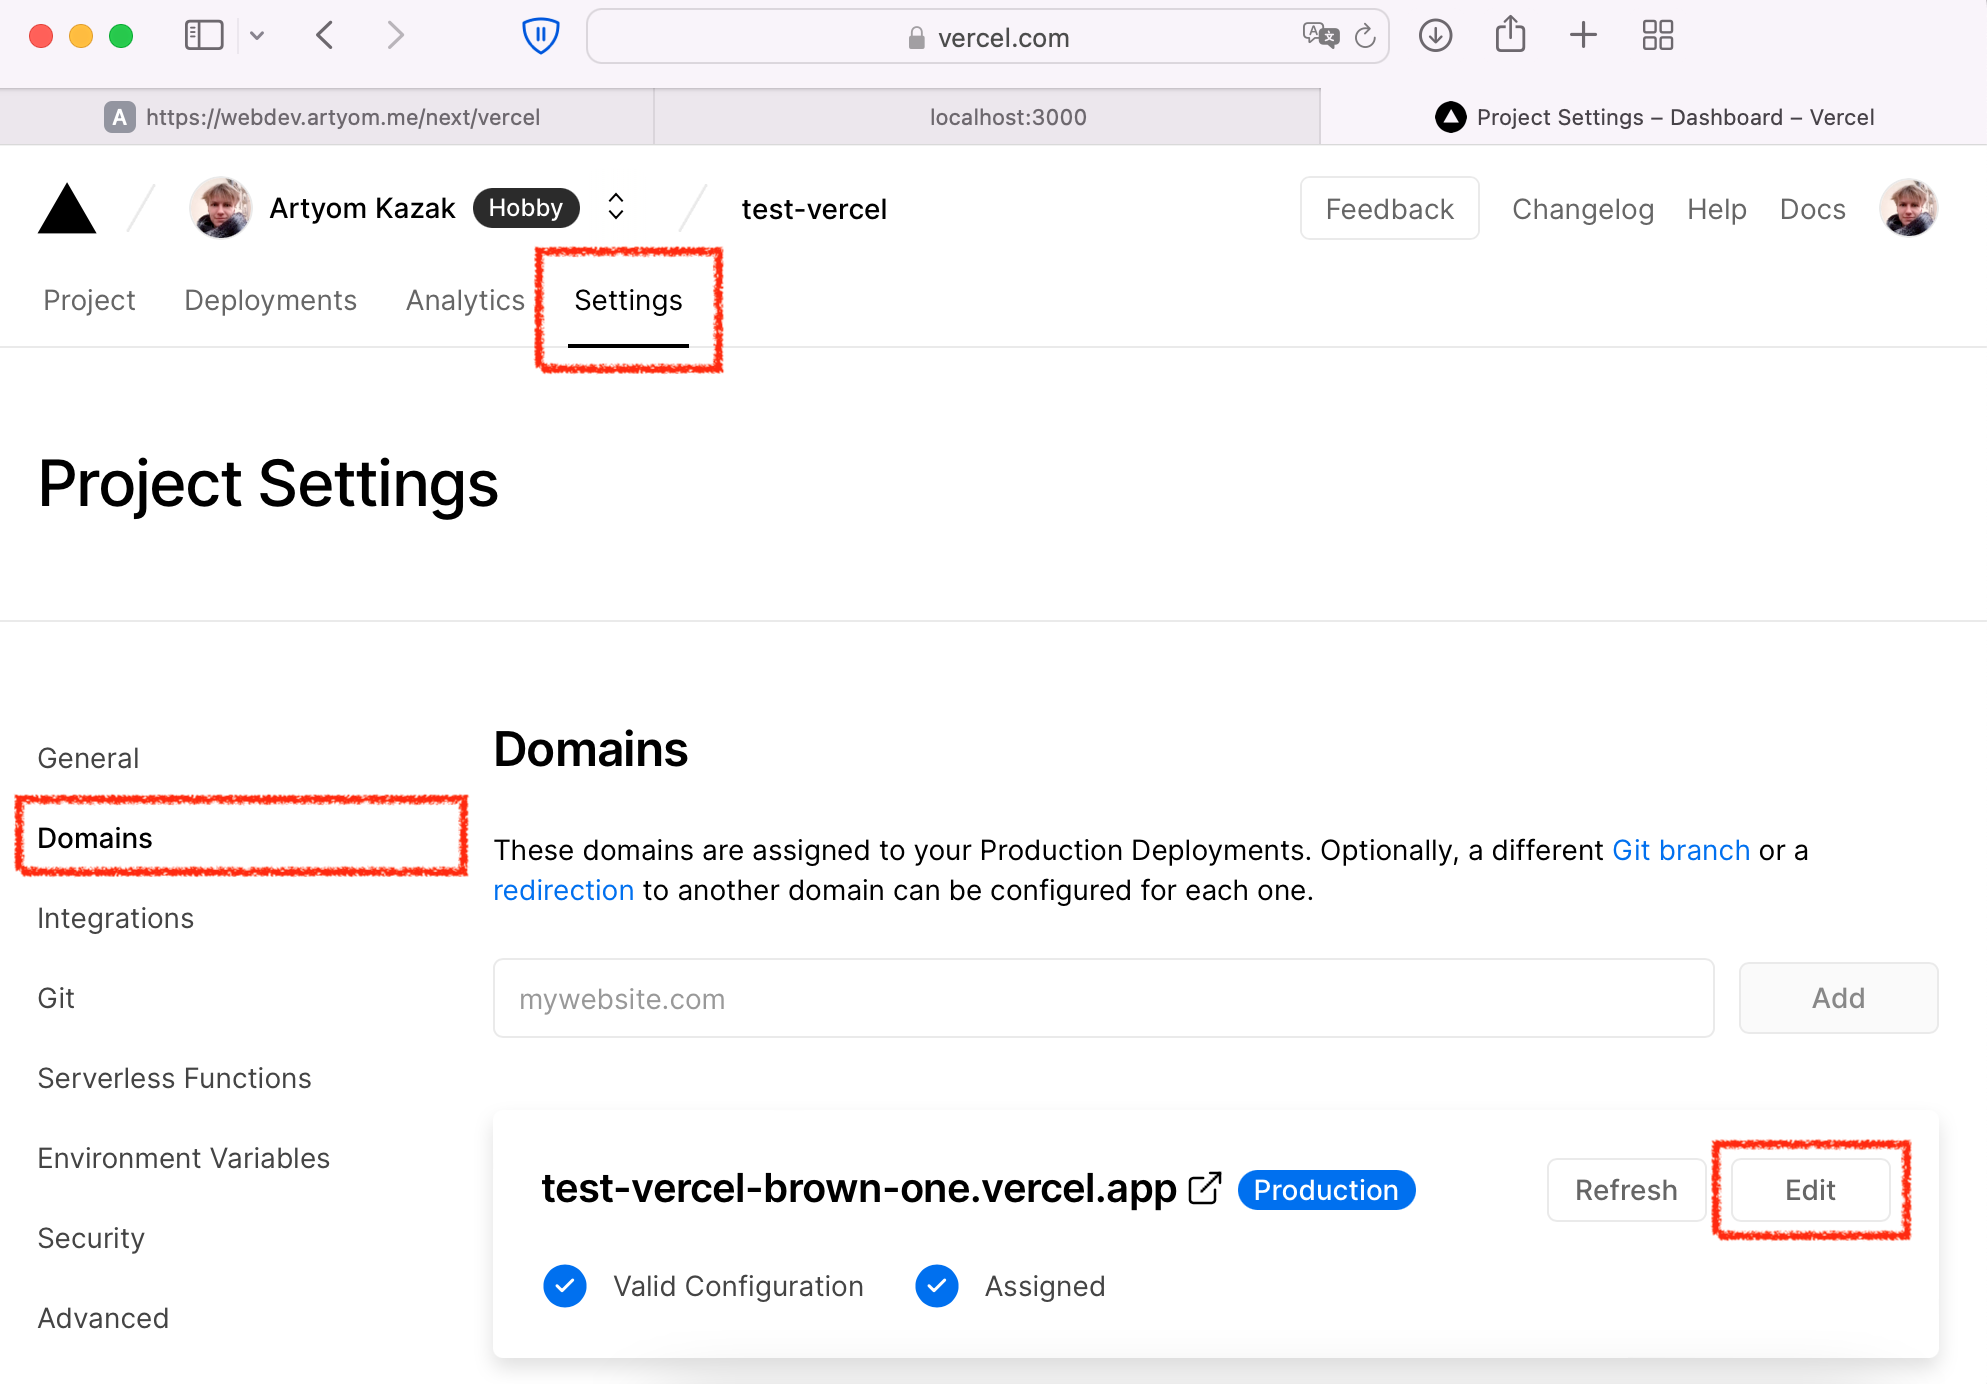 vercel.com
A https://webdev.artyom.me/next/vercel
localhost:3000
Project Settings – Dashboard – Vercel
Artyom Kazak Hobby
test-vercel
Feedback Changelog Help Docs
Project Deployments Analytics Settings
Project Settings
General
Domains
Integrations
Git
Serverless Functions
Environment Variables
Security
Advanced
Domains
These domains are assigned to your Production Deployments. Optionally, a different Git branch or a
redirection to another domain can be configured for each one.
mywebsite.com
Add
test-vercel-brown-one.vercel.app Production
Refresh Edit
Valid Configuration Assigned